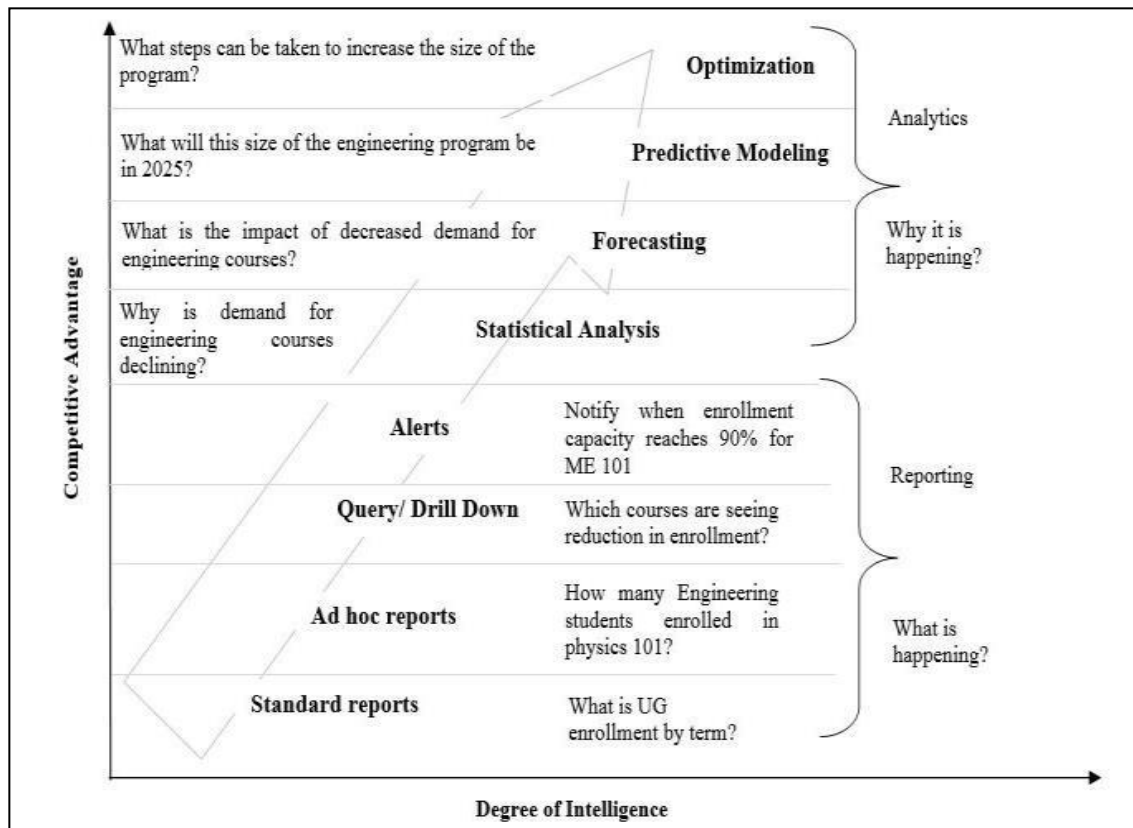 What steps can be taken to increase the size of the
program?
Optimization
What will this size of the engineering program be
in 2025?
Predictive Modeling
Analytics
What is the impact of decreased demand for
engineering courses?
Forecasting
Why it is
happening?
Why is demand for
engineering courses
declining?
Statistical Analysis
Alerts
Notify when enrollment
capacity reaches 90% for
ME 101
Query/ Drill Down
Which courses are seeing
reduction in enrollment?
Reporting
Ad hoc reports
How many Engineering
students enrolled in
physics 101?
What is
happening?
Standard reports
What is UG
enrollment by term?
Competitive Advantage
Degree of Intelligence